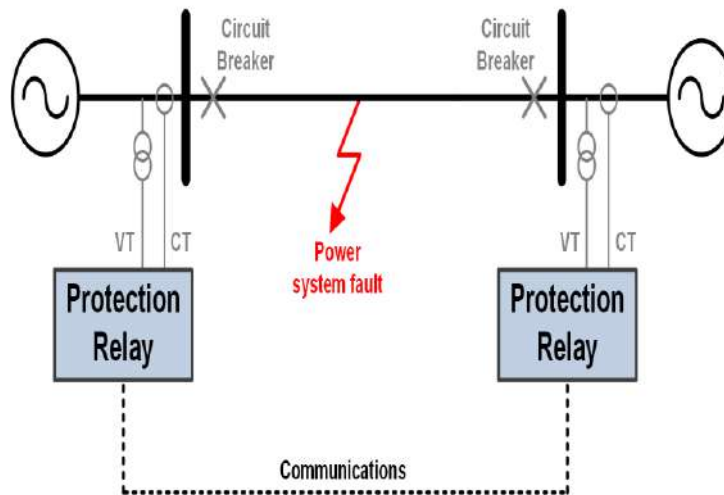 Circuit
Breaker
Circuit
Breaker
VT
CT
VT
CT
Power
system fault
Protection
Relay
Protection
Relay
Communications